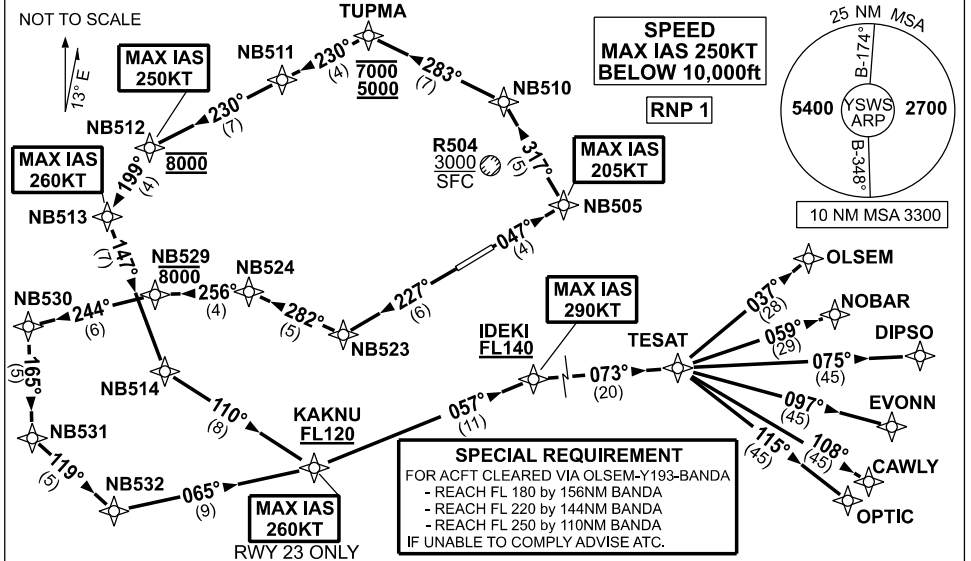 NOT TO SCALE
13° E
TUPMA
SPEED
MAX IAS 250KT
BELOW 10,000ft
RNP 1
25 NM MSA
B-174°
5400
YSWS
ARP
2700
B-348°
10 NM MSA 3300
MAX IAS
250KT
NB511
230°
(4)
7000
5000
283°
(7)
NB510
230°
(7)
NB512
8000
R504
3000
SFC
317°
(5)
MAX IAS
205KT
MAX IAS
260KT
199°
(4)
NB513
NB505
147°
(7)
NB529
8000
NB524
047°
(4)
OLSEM
NB530
244°
(6)
256°
(4)
282°
(5)
227°
(6)
NB523
MAX IAS
290KT
IDEKI
FL140
TESAT
037°
(28)
NOBAR
059°
(29)
DIPSO
075°
(45)
165°
(5)
NB514
073°
(20)
097°
(45)
EVONN
110°
(8)
KAKNU
FL120
057°
(11)
108°
(45)
115°
(45)
CAWLY
OPTIC
NB531
119°
(5)
NB532
065°
(9)
MAX IAS
260KT
RWY 23 ONLY
SPECIAL REQUIREMENT
FOR ACFT CLEARED VIA OLSEM-Y193-BANDA
- REACH FL 180 by 156NM BANDA
- REACH FL 220 by 144NM BANDA
- REACH FL 250 by 110NM BANDA
IF UNABLE TO COMPLY ADVISE ATC.